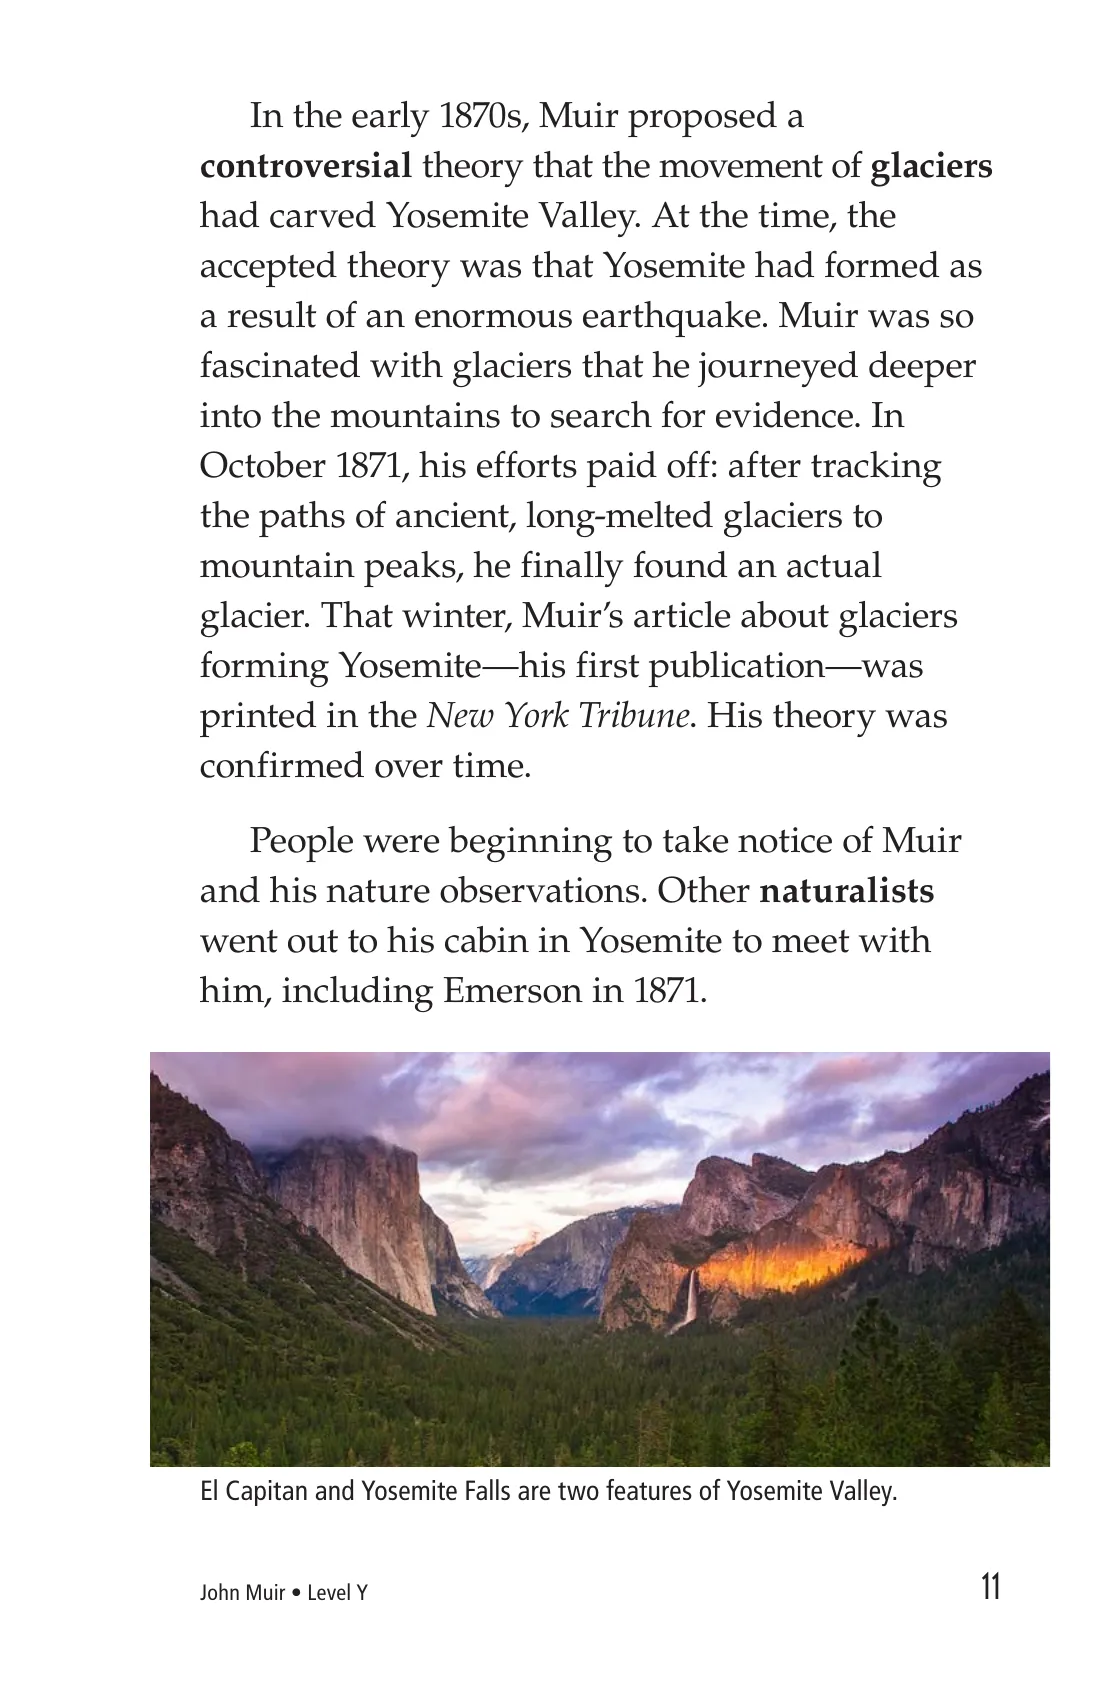 In the early 1870s, Muir proposed a
controversial theory that the movement of glaciers
had carved Yosemite Valley. At the time, the
accepted theory was that Yosemite had formed as
a result of an enormous earthquake. Muir was so
fascinated with glaciers that he journeyed deeper
into the mountains to search for evidence. In
October 1871, his efforts paid off: after tracking
the paths of ancient, long-melted glaciers to
mountain peaks, he finally found an actual
glacier. That winter, Muir’s article about glaciers
forming Yosemite—his first publication—was
printed in the New York Tribune. His theory was
confirmed over time.
People were beginning to take notice of Muir
and his nature observations. Other naturalists
went out to his cabin in Yosemite to meet with
him, including Emerson in 1871.
El Capitan and Yosemite Falls are two features of Yosemite Valley.
John Muir • Level Y
11